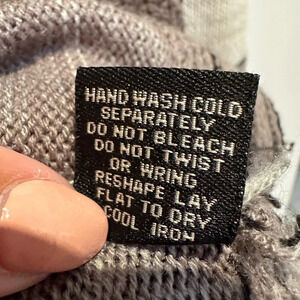 HAND WASH COLD
SEPARATELY
DO NOT BLEACH
DO NOT TWIST
OR WRING
RESHAPE LAY
FLAT TO DRY
COOL IRON